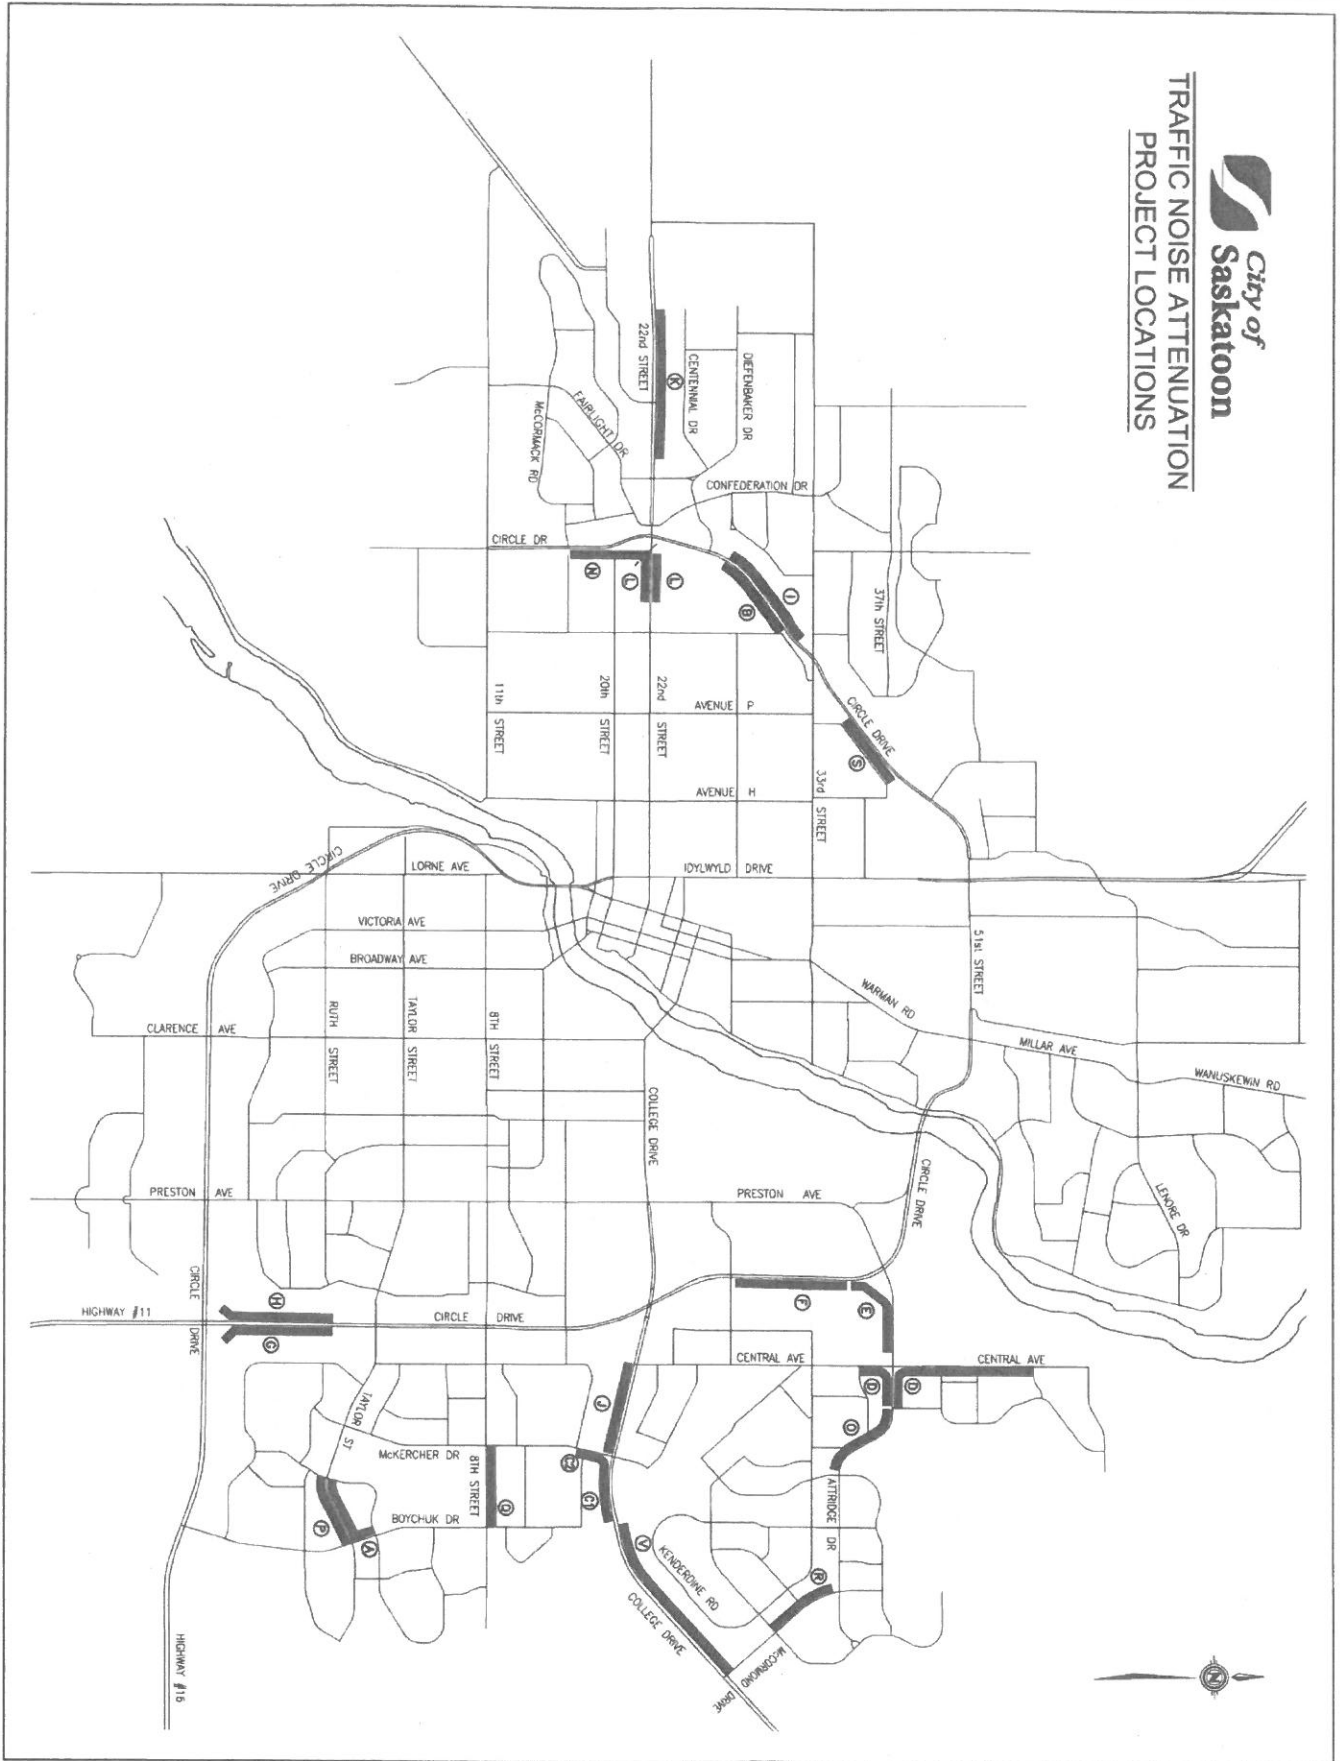 City of
Saskatoon
TRAFFIC NOISE ATTENUATION
PROJECT LOCATIONS
22nd STREET
K
CENTENNIAL DR
DIEFENBAKER DR
FAIRLIGHT DR
McCORMACK RD
CONFEDERATION DR
CIRCLE DR
N
L
L
B
I
37th STREET
11th STREET
20th STREET
22nd STREET
AVENUE P
CIRCLE DRIVE
S
AVENUE H
33rd STREET
CIRCLE DRIVE
LORNE AVE
IDYLWYLD DRIVE
VICTORIA AVE
BROADWAY AVE
51st STREET
WARMAN RD
CLARENCE AVE
RUTH STREET
TAYLOR STREET
8TH STREET
MILLAR AVE
WANUSKEWIN RD
COLLEGE DRIVE
PRESTON AVE
PRESTON AVE
CIRCLE DRIVE
LENORE DR
CIRCLE DRIVE
HIGHWAY #11
H
G
CIRCLE DRIVE
F
E
CENTRAL AVE
CENTRAL AVE
D
D
J
O
TAYLOR ST
McKERCHER DR
8TH STREET
C2
C1
Q
ATTRIDGE DR
P
A
BOYCHUK DR
V
KENDERDINE RD
R
COLLEGE DRIVE
McCORMOND DRIVE
HIGHWAY #16
N